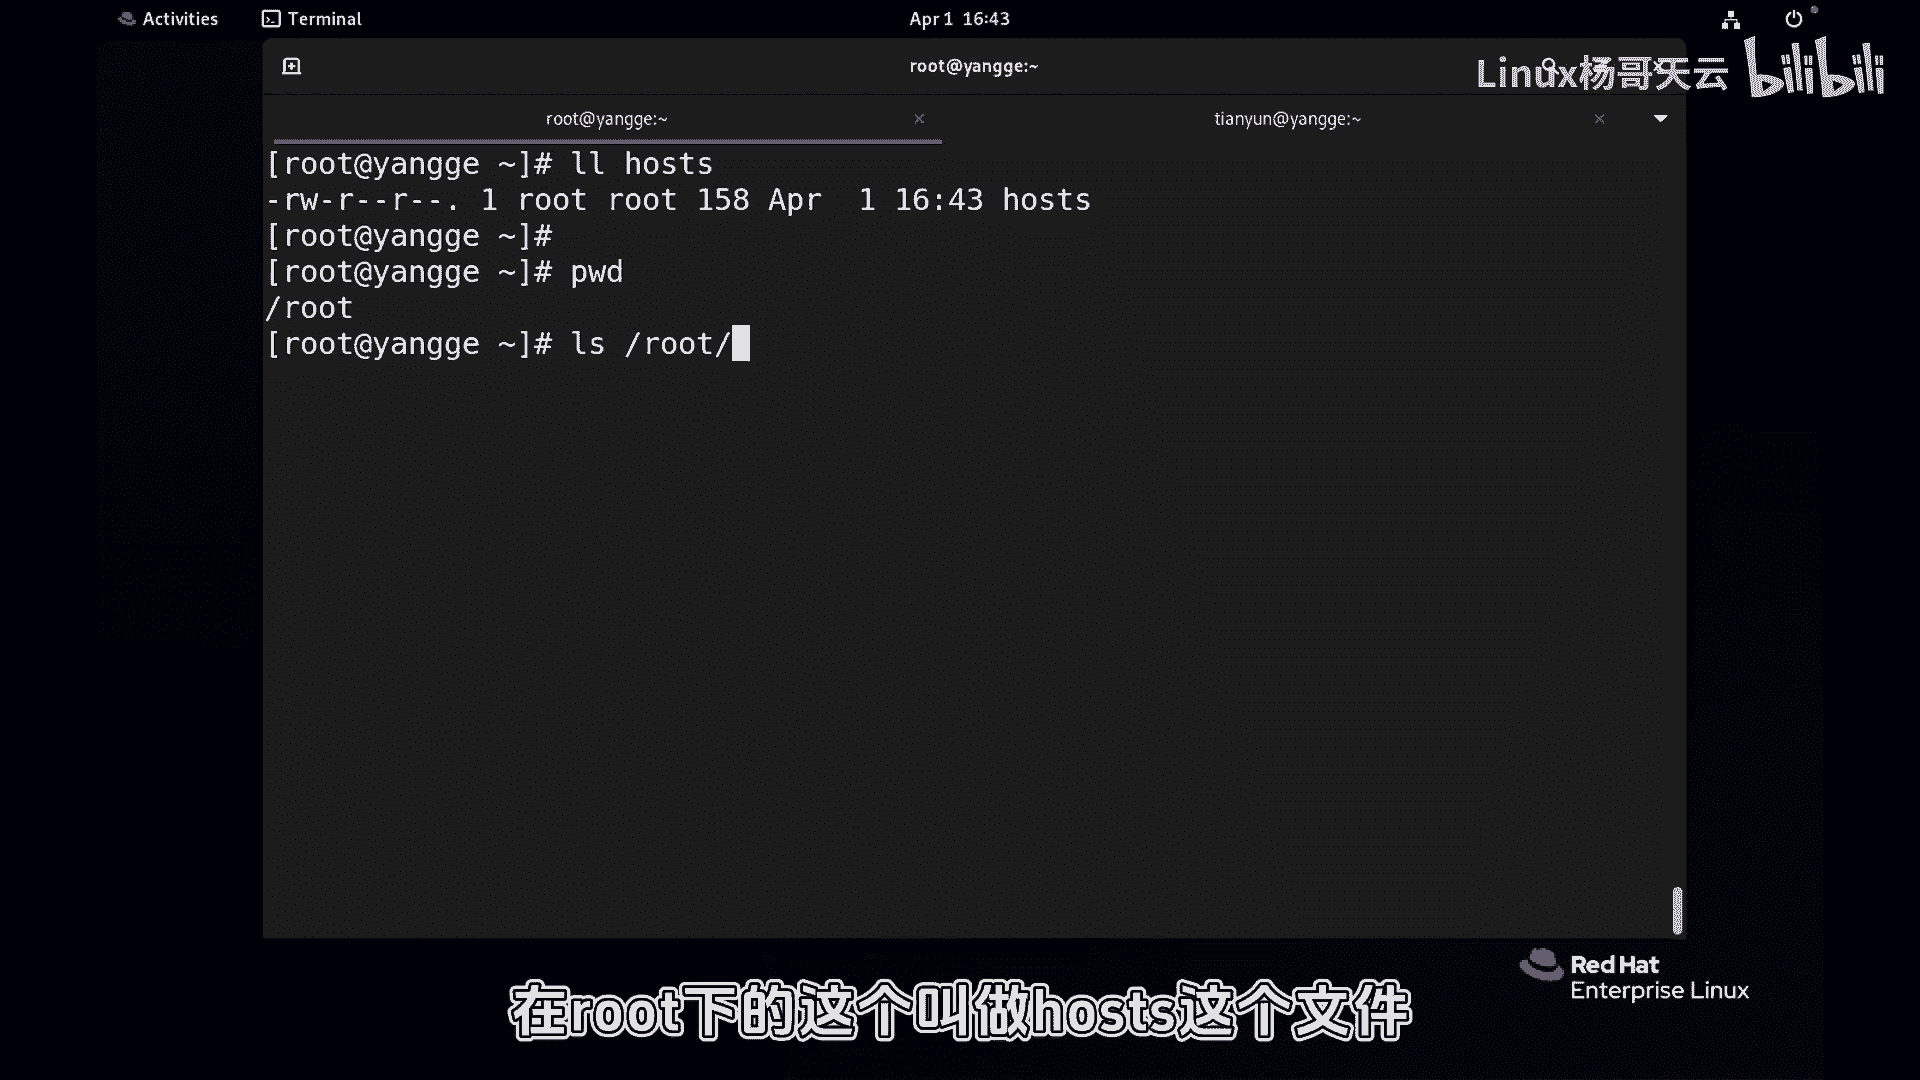 Activities
Terminal
Apr 1 16:43
root@yangge:~
Linux杨哥天云
bilibili
root@yangge:~
tianyun@yangge:~
[root@yangge ~]# ll hosts
-rw-r--r--. 1 root root 158 Apr  1 16:43 hosts
[root@yangge ~]#
[root@yangge ~]# pwd
/root
[root@yangge ~]# ls /root/
Red Hat
Enterprise Linux
在root下的这个叫做hosts这个文件